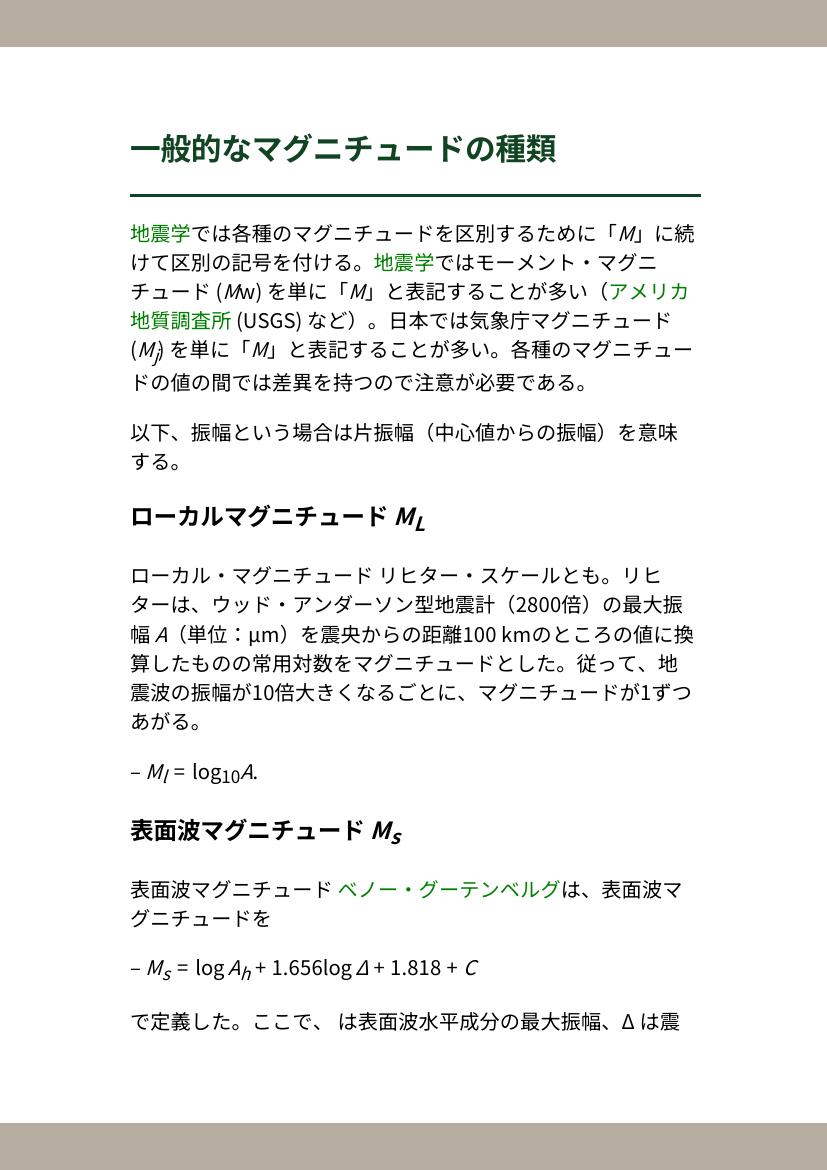 一般的なマグニチュードの種類
地震学では各種のマグニチュードを区別するために「M」に続
けて区別の記号を付ける。地震学ではモーメント・マグニ
チュード (Mw) を単に「M」と表記することが多い（アメリカ
地質調査所 (USGS) など）。日本では気象庁マグニチュード
(Mj) を単に「M」と表記することが多い。各種のマグニチュー
ドの値の間では差異を持つので注意が必要である。
以下、振幅という場合は片振幅（中心値からの振幅）を意味
する。
ローカルマグニチュード ML
ローカル・マグニチュード リヒター・スケールとも。リヒ
ターは、ウッド・アンダーソン型地震計（2800倍）の最大振
幅 A（単位：μm）を震央からの距離100 kmのところの値に換
算したものの常用対数をマグニチュードとした。従って、地
震波の振幅が10倍大きくなるごとに、マグニチュードが1ずつ
あがる。
– Ml = log10A.
表面波マグニチュード Ms
表面波マグニチュード ベノー・グーテンベルグは、表面波マ
グニチュードを
– Ms = log Ah + 1.656log Δ + 1.818 + C
で定義した。ここで、 は表面波水平成分の最大振幅、Δ は震